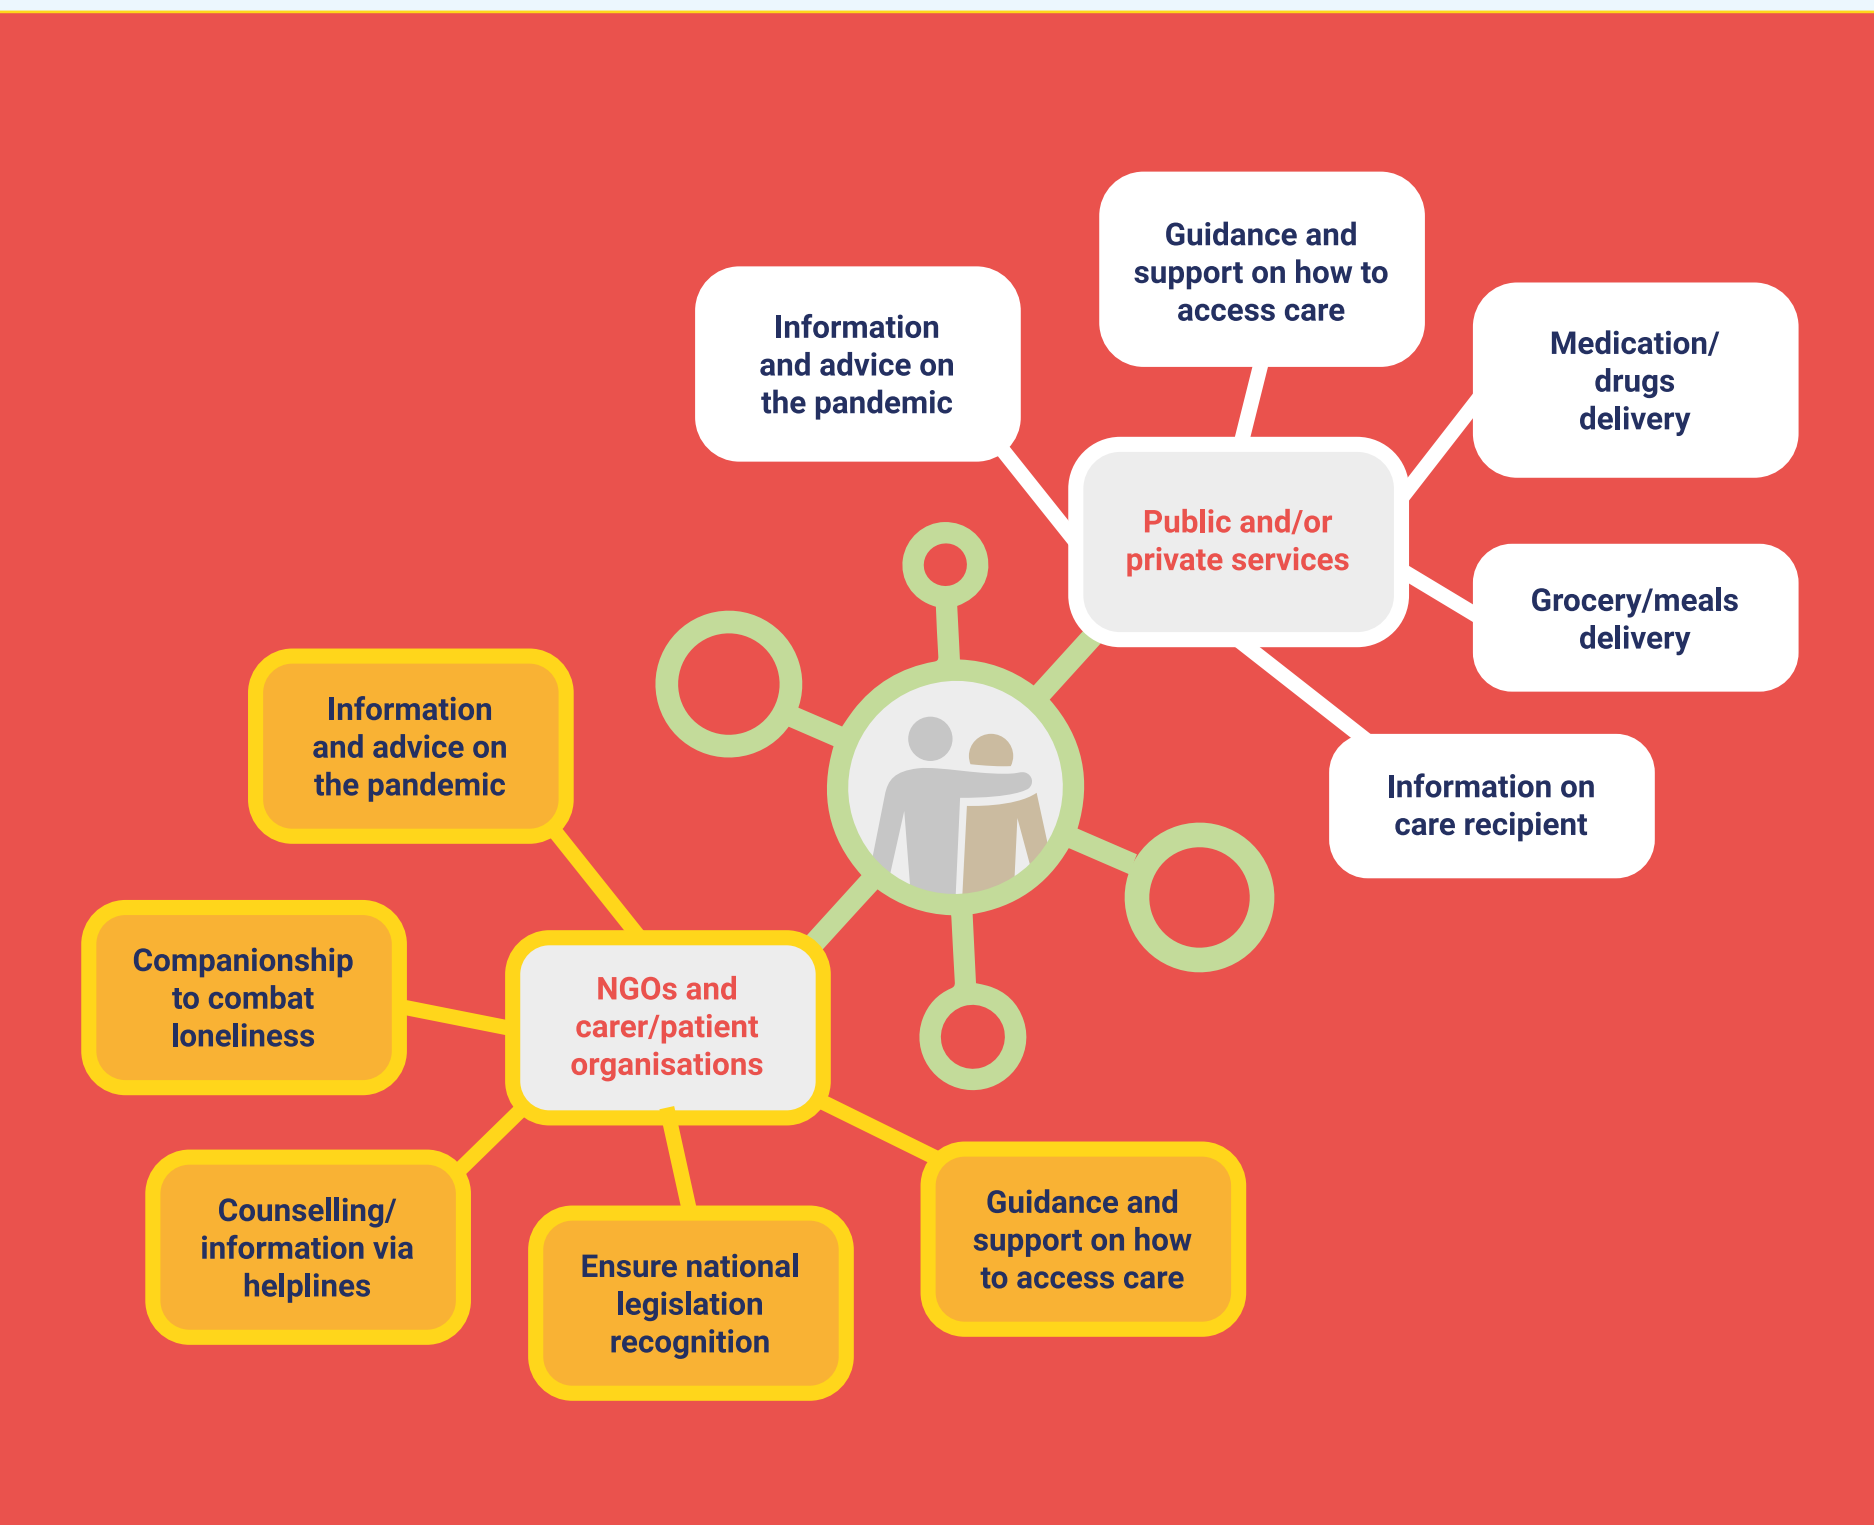 Guidance and
support on how to
access care
Information
and advice on
the pandemic
Medication/
drugs
delivery
Public and/or
private services
Grocery/meals
delivery
Information on
care recipient
Information
and advice on
the pandemic
Companionship
to combat
loneliness
NGOs and
carer/patient
organisations
Counselling/
information via
helplines
Ensure national
legislation
recognition
Guidance and
support on how
to access care